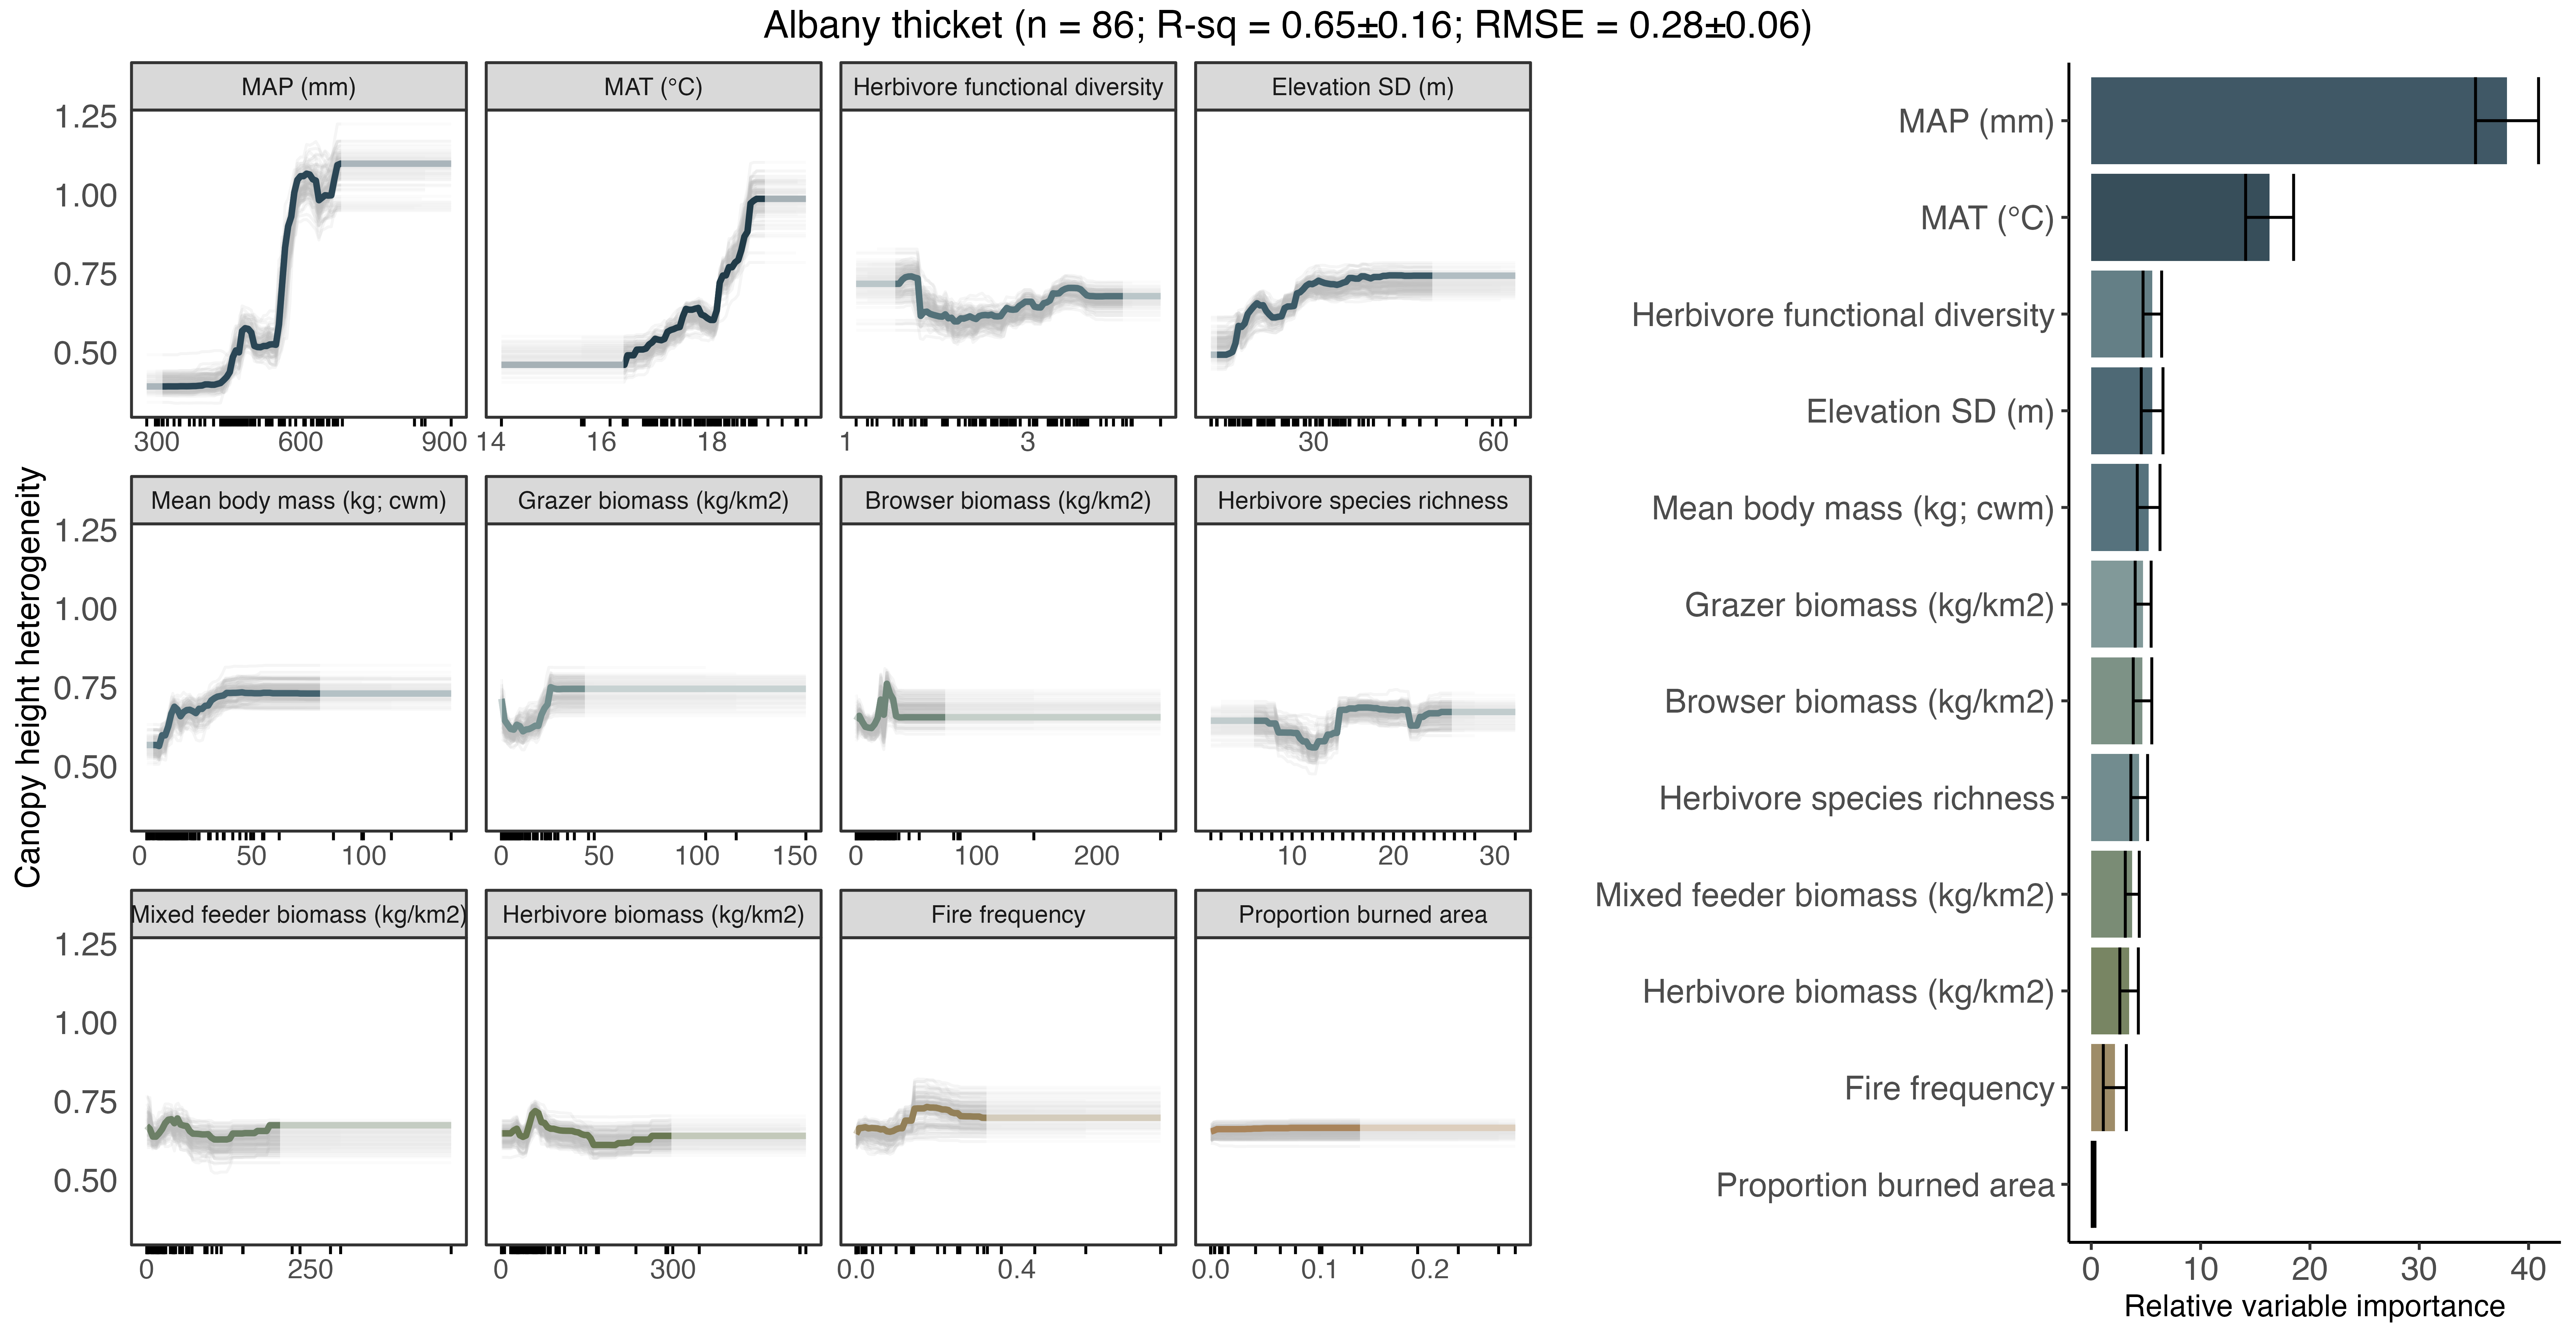 Albany thicket (n = 86; R-sq = 0.65±0.16; RMSE = 0.28±0.06)
Canopy height heterogeneity
MAP (mm)
MAT (°C)
Herbivore functional diversity
Elevation SD (m)
1.25
1.00
0.75
0.50
300 600 900
14 16 18
1 3
30 60
Mean body mass (kg; cwm)
Grazer biomass (kg/km2)
Browser biomass (kg/km2)
Herbivore species richness
1.25
1.00
0.75
0.50
0 50 100
0 50 100 150
0 100 200
10 20 30
Mixed feeder biomass (kg/km2)
Herbivore biomass (kg/km2)
Fire frequency
Proportion burned area
1.25
1.00
0.75
0.50
0 250
0 300
0.0 0.4
0.0 0.1 0.2
MAP (mm)
MAT (°C)
Herbivore functional diversity
Elevation SD (m)
Mean body mass (kg; cwm)
Grazer biomass (kg/km2)
Browser biomass (kg/km2)
Herbivore species richness
Mixed feeder biomass (kg/km2)
Herbivore biomass (kg/km2)
Fire frequency
Proportion burned area
0 10 20 30 40
Relative variable importance